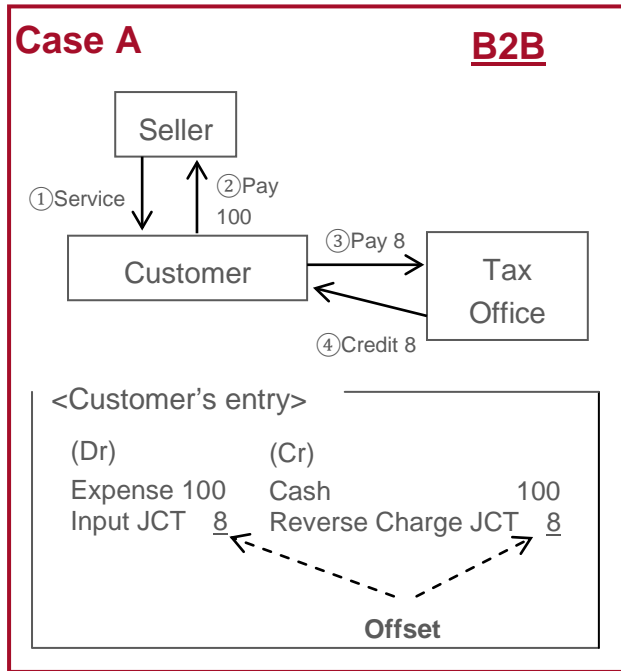 Case A
B2B
Seller
①Service
②Pay
100
Customer
③Pay 8
Tax
Office
④Credit 8
<Customer’s entry>
(Dr) (Cr)
Expense 100 Cash 100
Input JCT 8 Reverse Charge JCT 8
Offset